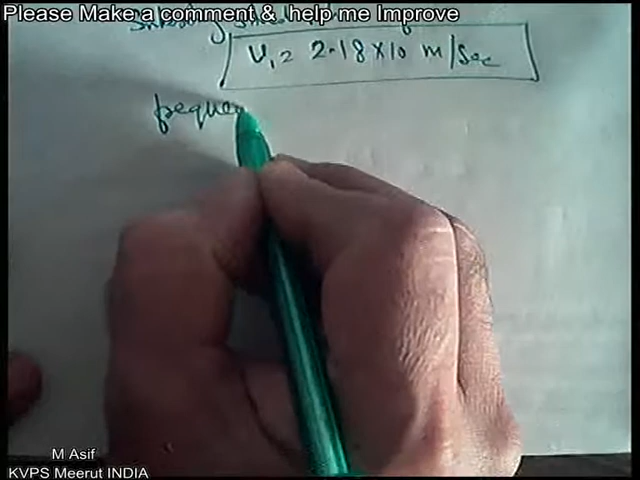 Please Make a comment & help me Improve
V₁ = 2.18 X 10 m/sec
M Asif
KVPS Meerut INDIA